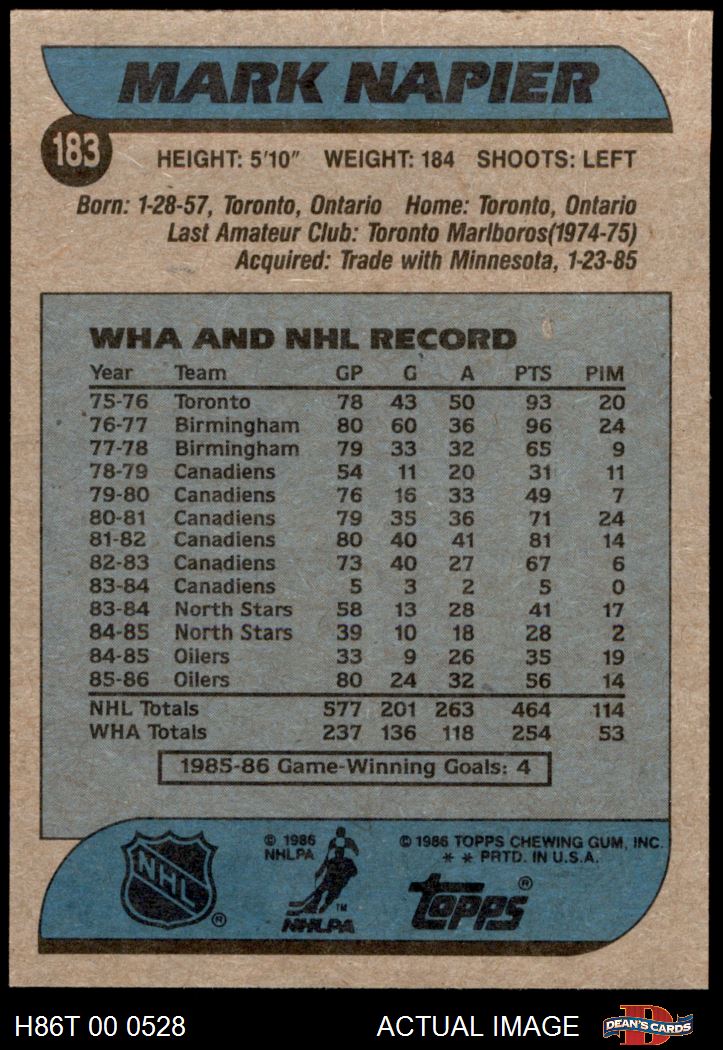 MARK NAPIER
183
HEIGHT: 5'10" WEIGHT: 184 SHOOTS: LEFT
Born: 1-28-57, Toronto, Ontario Home: Toronto, Ontario
Last Amateur Club: Toronto Marlboros(1974-75)
Acquired: Trade with Minnesota, 1-23-85
WHA AND NHL RECORD
Year Team GP G A PTS PIM
75-76 Toronto 78 43 50 93 20
76-77 Birmingham 80 60 36 96 24
77-78 Birmingham 79 33 32 65 9
78-79 Canadiens 54 11 20 31 11
79-80 Canadiens 76 16 33 49 7
80-81 Canadiens 79 35 36 71 24
81-82 Canadiens 80 40 41 81 14
82-83 Canadiens 73 40 27 67 6
83-84 Canadiens 5 3 2 5 0
83-84 North Stars 58 13 28 41 17
84-85 North Stars 39 10 18 28 2
84-85 Oilers 33 9 26 35 19
85-86 Oilers 80 24 32 56 14
NHL Totals 577 201 263 464 114
WHA Totals 237 136 118 254 53
1985-86 Game-Winning Goals: 4
NHL ®
© 1986
NHLPA
™
NHLPA
© 1986 TOPPS CHEWING GUM, INC.
* * PRTD. IN U.S.A.
topps ®
H86T 00 0528 ACTUAL IMAGE
D
DEAN'S CARDS